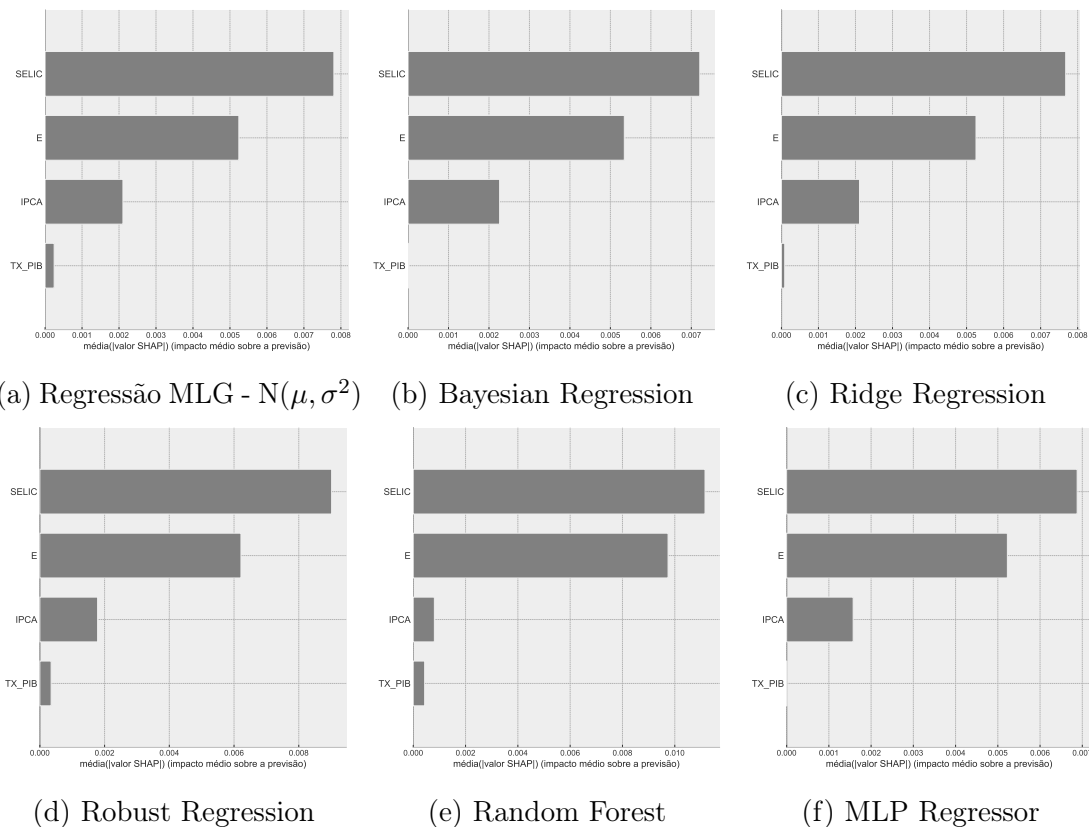 SELIC
E
IPCA
TX_PIB
0.000 0.001 0.002 0.003 0.004 0.005 0.006 0.007 0.008
média(|valor SHAP|) (impacto médio sobre a previsão)
(a) Regressão MLG - N(μ, σ²)
SELIC
E
IPCA
TX_PIB
0.000 0.001 0.002 0.003 0.004 0.005 0.006 0.007
média(|valor SHAP|) (impacto médio sobre a previsão)
(b) Bayesian Regression
SELIC
E
IPCA
TX_PIB
0.000 0.001 0.002 0.003 0.004 0.005 0.006 0.007 0.008
média(|valor SHAP|) (impacto médio sobre a previsão)
(c) Ridge Regression
SELIC
E
IPCA
TX_PIB
0.000 0.002 0.004 0.006 0.008
média(|valor SHAP|) (impacto médio sobre a previsão)
(d) Robust Regression
SELIC
E
IPCA
TX_PIB
0.000 0.002 0.004 0.006 0.008 0.010
média(|valor SHAP|) (impacto médio sobre a previsão)
(e) Random Forest
SELIC
E
IPCA
TX_PIB
0.000 0.001 0.002 0.003 0.004 0.005 0.006 0.007
média(|valor SHAP|) (impacto médio sobre a previsão)
(f) MLP Regressor